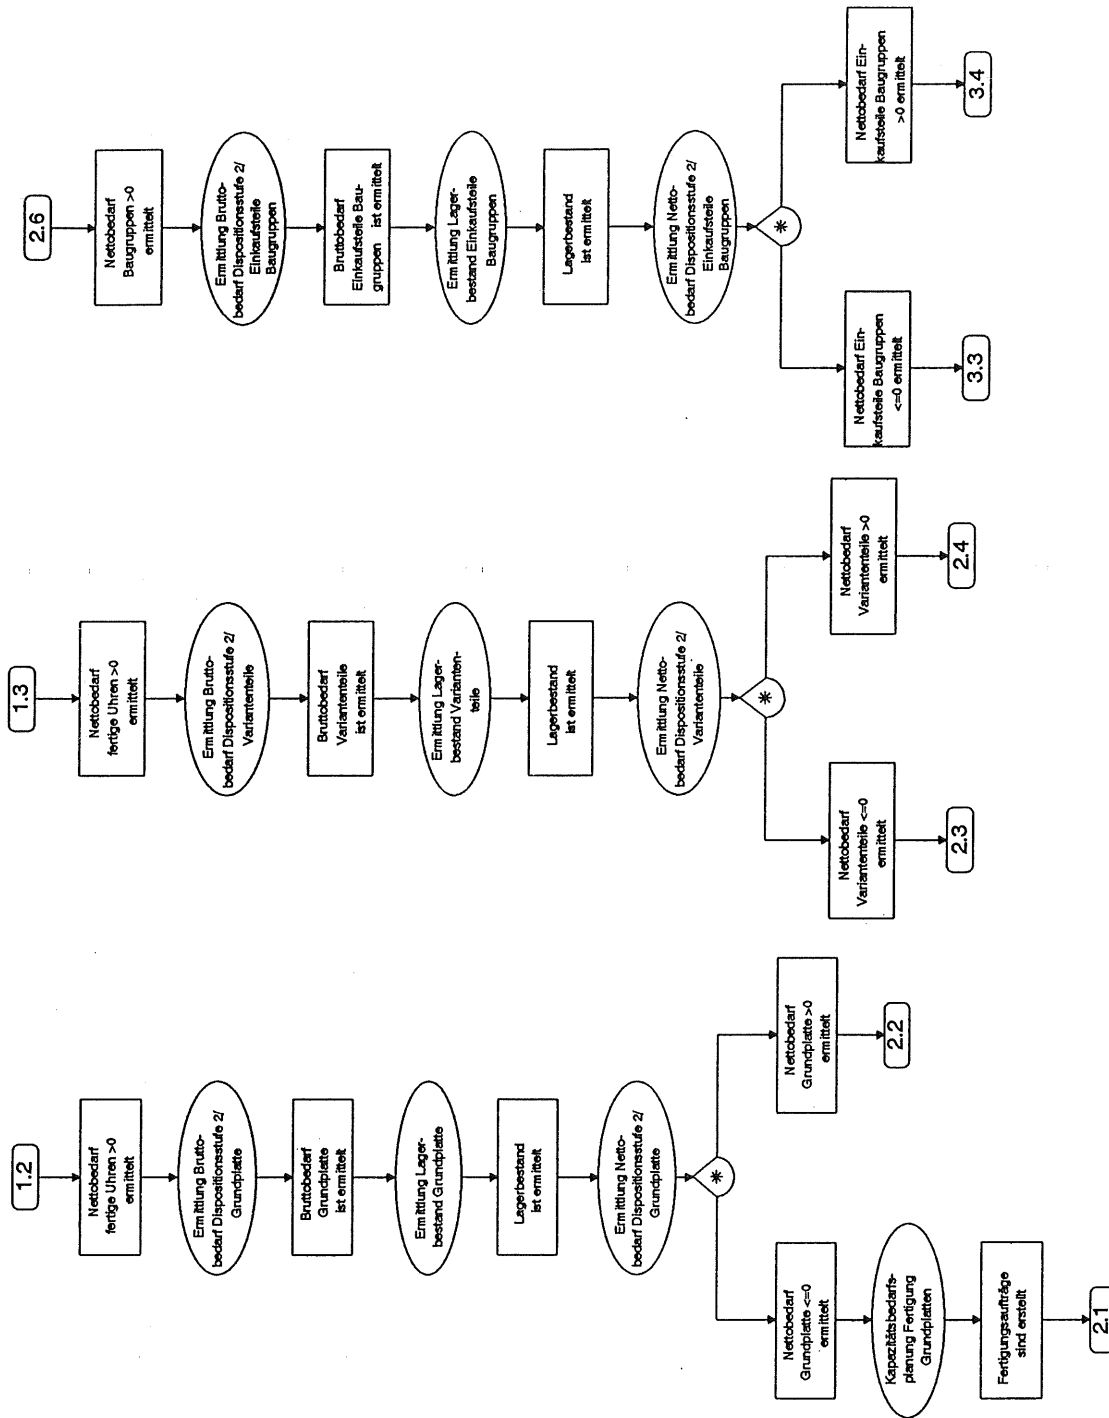 1.2
Nettobedarf
fertige Uhren >0
ermittelt
Ermittlung Brutto-
bedarf Dispositionsstufe 2/
Grundplatte
Bruttobedarf
Grundplatte
ist ermittelt
Ermittlung Lager-
bestand Grundplatte
Lagerbestand
ist ermittelt
Ermittlung Netto-
bedarf Dispositionsstufe 2/
Grundplatte
*
Nettobedarf
Grundplatte <=0
ermittelt
Kapazitätsbedarfs-
planung Fertigung
Grundplatten
Fertigungsaufträge
sind erstellt
2.1
Nettobedarf
Grundplatte >0
ermittelt
2.2
1.3
Nettobedarf
fertige Uhren >0
ermittelt
Ermittlung Brutto-
bedarf Dispositionsstufe 2/
Variantenteile
Bruttobedarf
Variantenteile
ist ermittelt
Ermittlung Lager-
bestand Varianten-
teile
Lagerbestand
ist ermittelt
Ermittlung Netto-
bedarf Dispositionsstufe 2/
Variantenteile
*
Nettobedarf
Variantenteile <=0
ermittelt
2.3
Nettobedarf
Variantenteile >0
ermittelt
2.4
2.6
Nettobedarf
Baugruppen >0
ermittelt
Ermittlung Brutto-
bedarf Dispositionsstufe 2/
Einkaufsteile
Baugruppen
Bruttobedarf
Einkaufsteile Bau-
gruppen ist ermittelt
Ermittlung Lager-
bestand Einkaufsteile
Baugruppen
Lagerbestand
ist ermittelt
Ermittlung Netto-
bedarf Dispositionsstufe 2/
Einkaufsteile
Baugruppen
*
Nettobedarf Ein-
kaufsteile Baugruppen
<=0 ermittelt
3.3
Nettobedarf Ein-
kaufsteile Baugruppen
>0 ermittelt
3.4